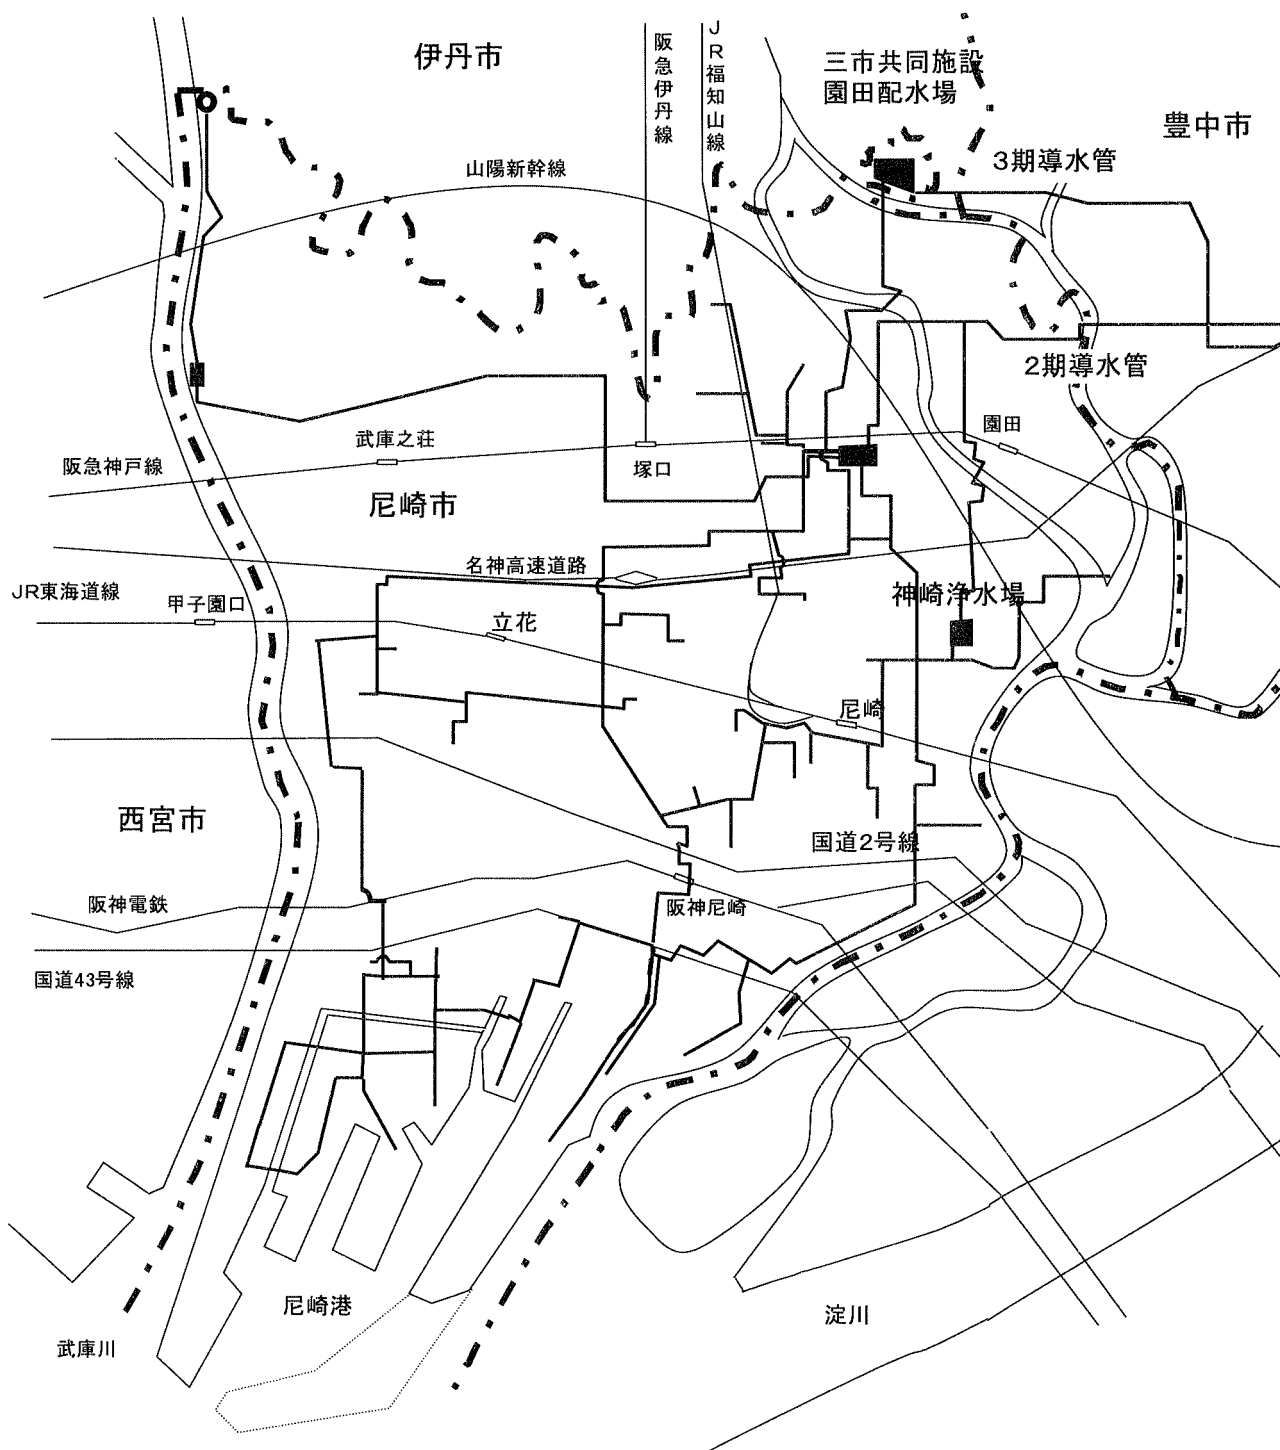 伊丹市
阪急伊丹線
JR福知山線
三市共同施設
園田配水場
豊中市
3期導水管
山陽新幹線
2期導水管
園田
武庫之荘
阪急神戸線
塚口
尼崎市
名神高速道路
JR東海道線
甲子園口
立花
神崎浄水場
尼崎
西宮市
国道2号線
阪神電鉄
阪神尼崎
国道43号線
尼崎港
淀川
武庫川